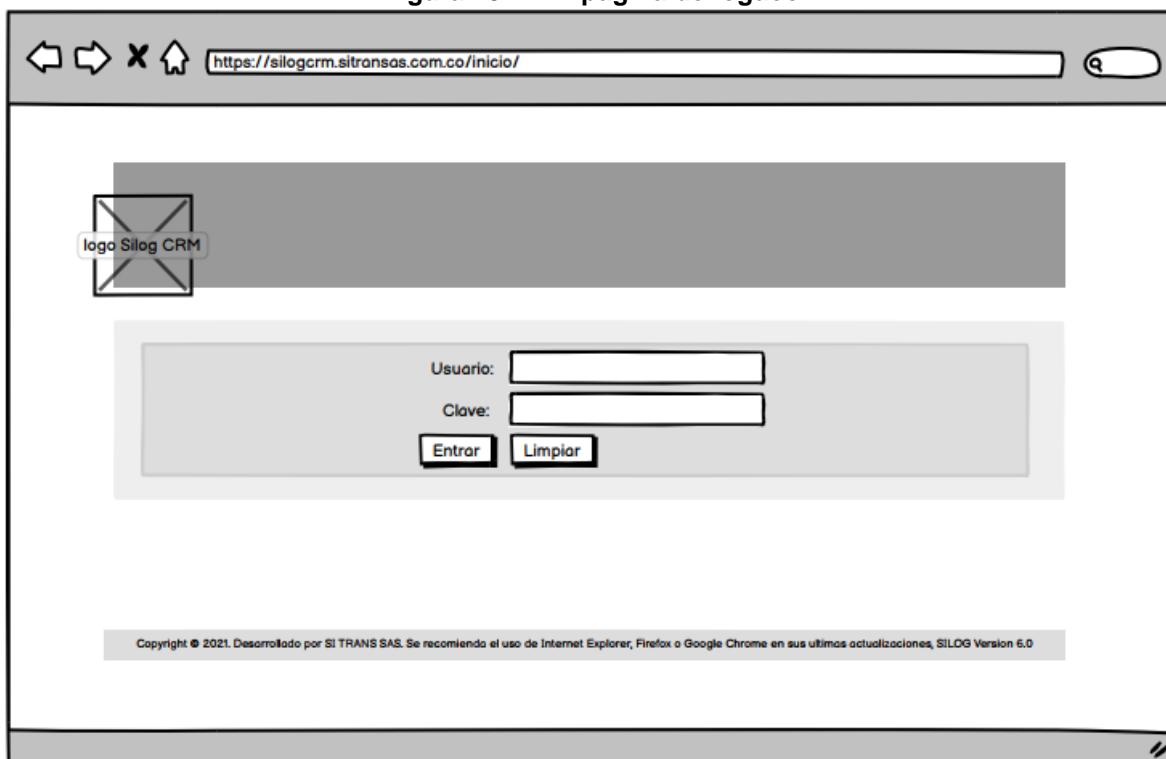 https://silogcrm.sitransas.com.co/inicio/
logo Silog CRM
Usuario:
Clave:
Entrar Limpiar
Copyright © 2021. Desarrollado por SI TRANS SAS. Se recomienda el uso de Internet Explorer, Firefox o Google Chrome en sus ultimas actualizaciones, SILOG Version 6.0